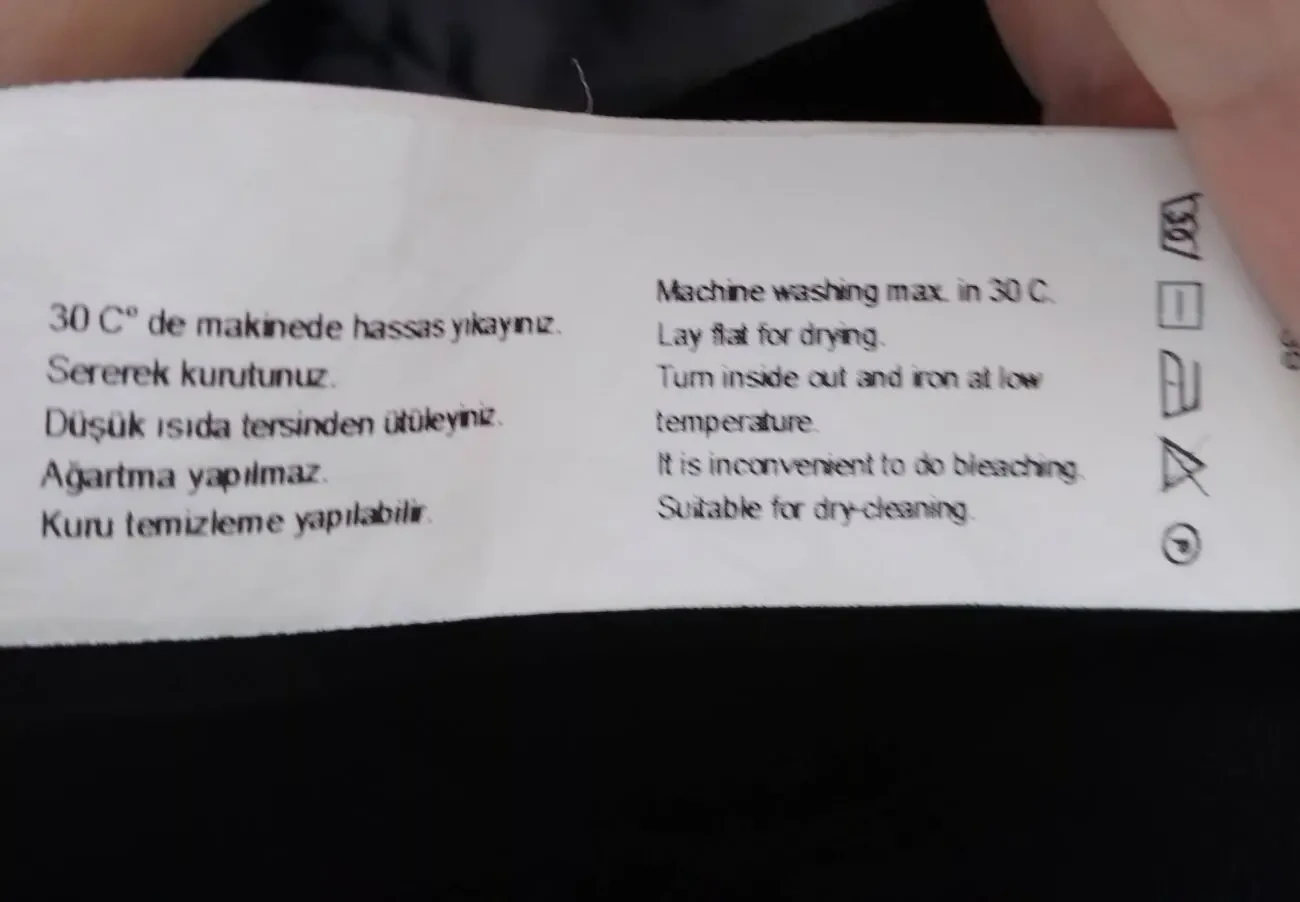 30 C° de makinede hassas yıkayınız.
Sererek kurutunuz.
Düşük ısıda tersinden ütüleyiniz.
Ağartma yapılmaz.
Kuru temizleme yapılabilir.
Machine washing max. in 30 C.
Lay flat for drying.
Turn inside out and iron at low
temperature.
It is inconvenient to do bleaching.
Suitable for dry-cleaning.
30
P